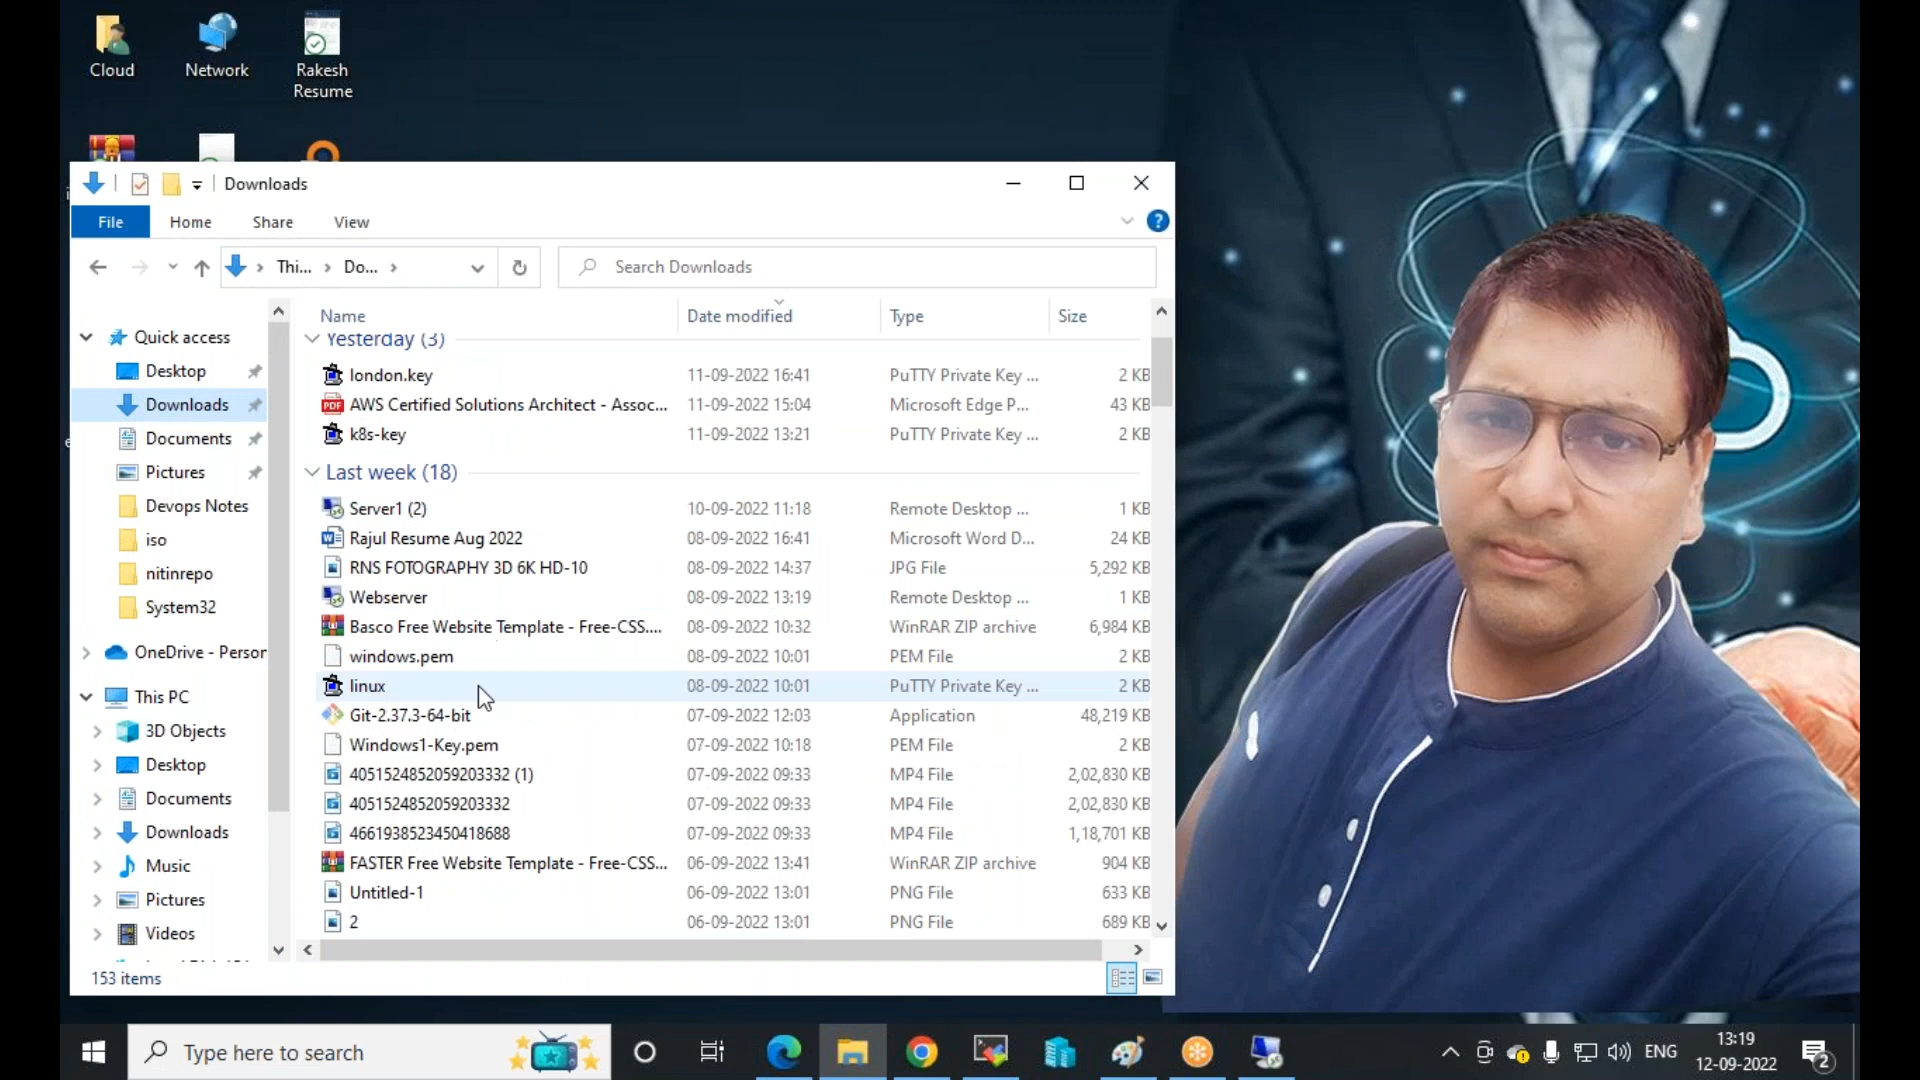 Cloud
Network
Rakesh
Resume
Downloads
File
Home
Share
View
Thi...
Do...
Search Downloads
Name
Date modified
Type
Size
Quick access
Desktop
Downloads
Documents
Pictures
Devops Notes
iso
nitinrepo
System32
OneDrive - Person
This PC
3D Objects
Desktop
Documents
Downloads
Music
Pictures
Videos
Yesterday (3)
london.key 11-09-2022 16:41 PuTTY Private Key ... 2 KB
PDF AWS Certified Solutions Architect - Assoc... 11-09-2022 15:04 Microsoft Edge P... 43 KB
k8s-key 11-09-2022 13:21 PuTTY Private Key ... 2 KB
Last week (18)
Server1 (2) 10-09-2022 11:18 Remote Desktop ... 1 KB
Rajul Resume Aug 2022 08-09-2022 16:41 Microsoft Word D... 24 KB
RNS FOTOGRAPHY 3D 6K HD-10 08-09-2022 14:37 JPG File 5,292 KB
Webserver 08-09-2022 13:19 Remote Desktop ... 1 KB
Basco Free Website Template - Free-CSS.... 08-09-2022 10:32 WinRAR ZIP archive 6,984 KB
windows.pem 08-09-2022 10:01 PEM File 2 KB
linux 08-09-2022 10:01 PuTTY Private Key ... 2 KB
Git-2.37.3-64-bit 07-09-2022 12:03 Application 48,219 KB
Windows1-Key.pem 07-09-2022 10:18 PEM File 2 KB
4051524852059203332 (1) 07-09-2022 09:33 MP4 File 2,02,830 KB
4051524852059203332 07-09-2022 09:33 MP4 File 2,02,830 KB
4661938523450418688 07-09-2022 09:33 MP4 File 1,18,701 KB
FASTER Free Website Template - Free-CSS... 06-09-2022 13:41 WinRAR ZIP archive 904 KB
Untitled-1 06-09-2022 13:01 PNG File 633 KB
2 06-09-2022 13:01 PNG File 689 KB
153 items
Type here to search
ENG
13:19
12-09-2022
2